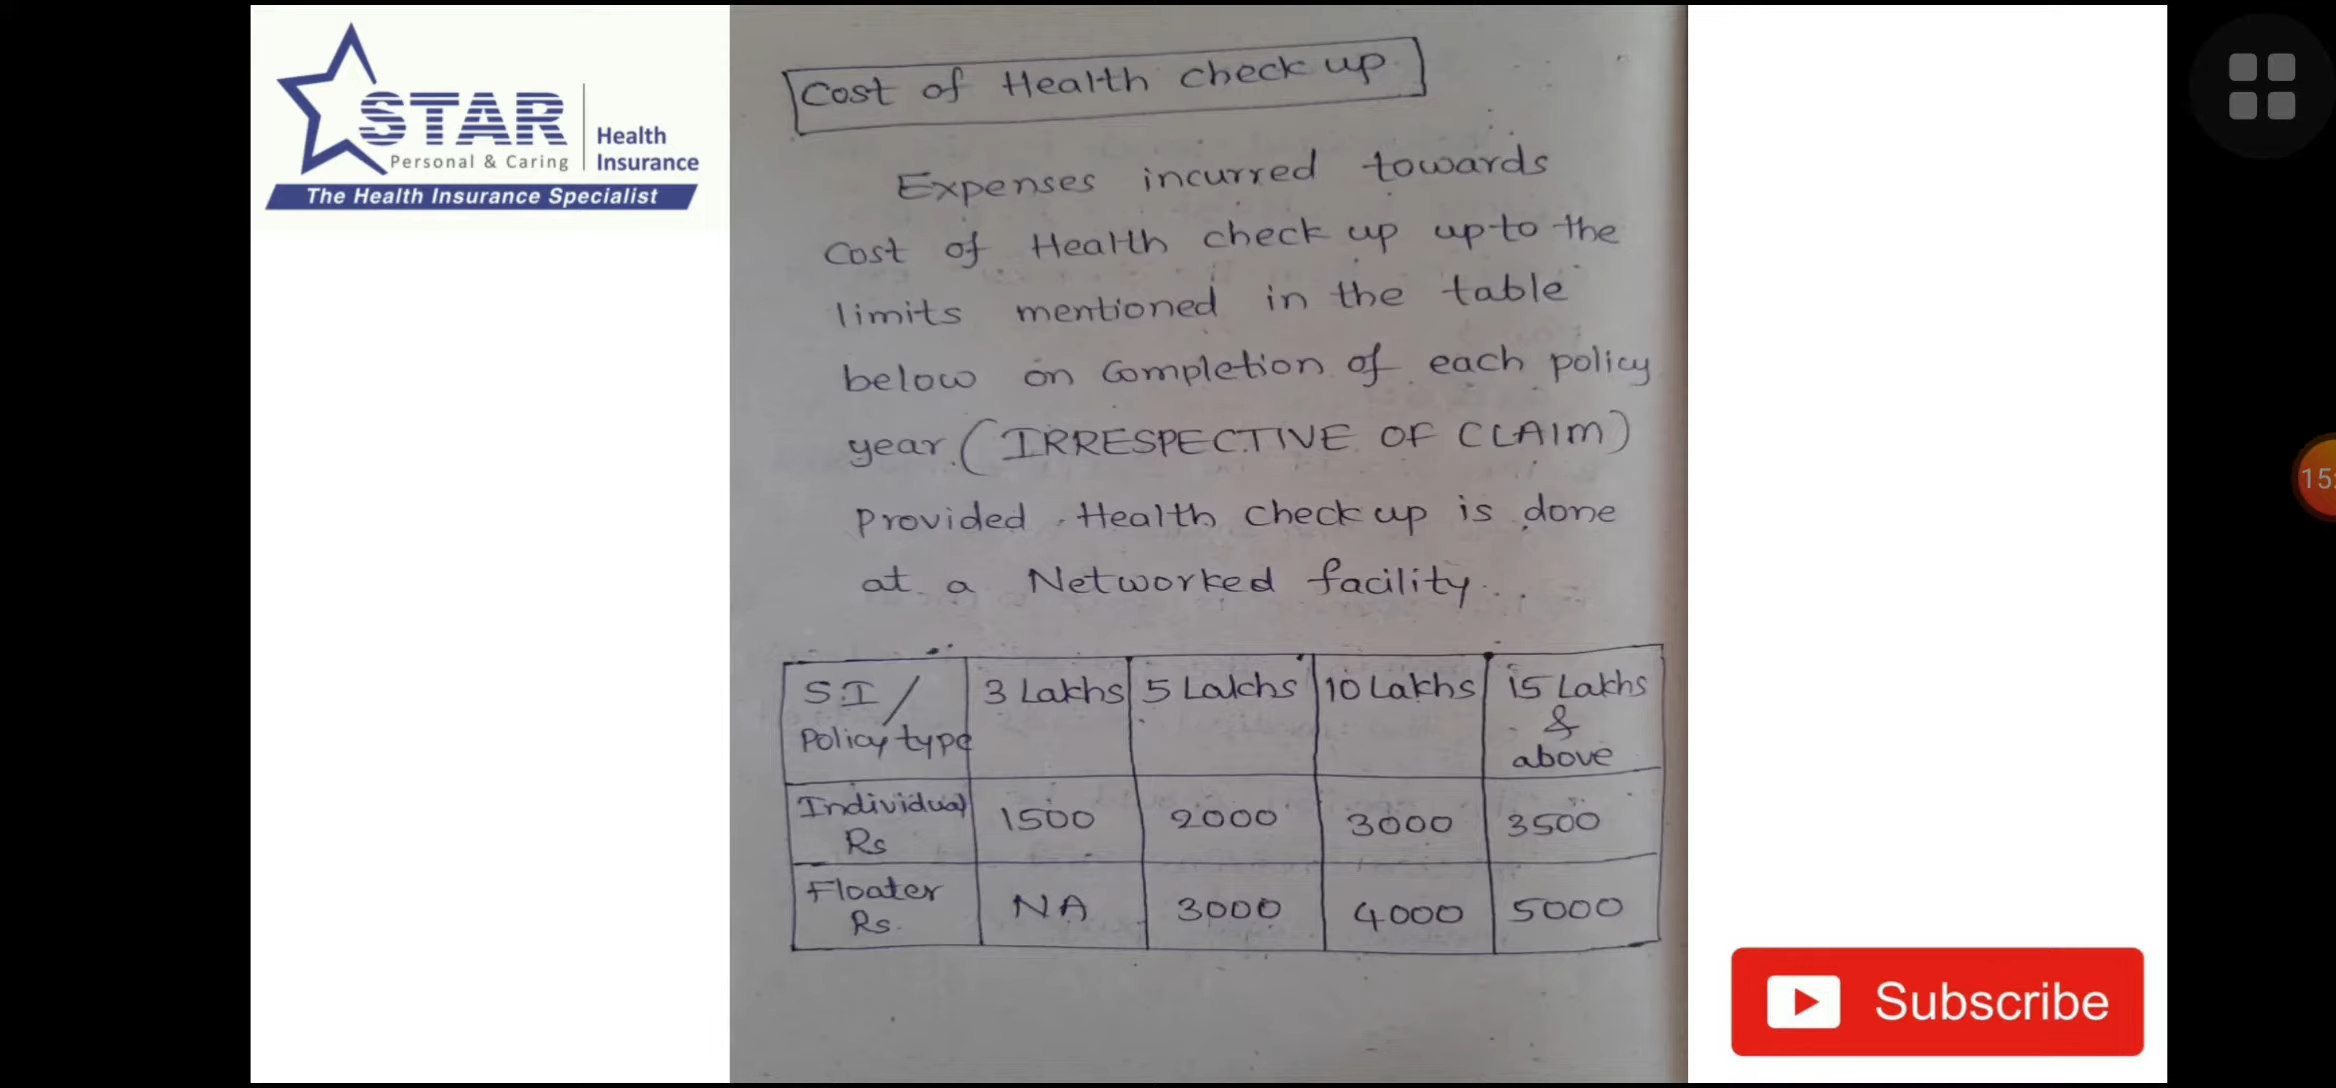 STAR
Personal & Caring
Health
Insurance
The Health Insurance Specialist
Cost of Health check up
Expenses incurred towards
Cost of Health check up upto the
limits mentioned in the table
below on Completion of each policy
year. (IRRESPECTIVE OF CLAIM)
Provided Health check up is done
at a Networked facility..
S.I / Policy type 3 Lakhs 5 Lakhs 10 Lakhs 15 Lakhs & above
Individual Rs 1500 2000 3000 3500
Floater Rs. NA 3000 4000 5000
15:
Subscribe